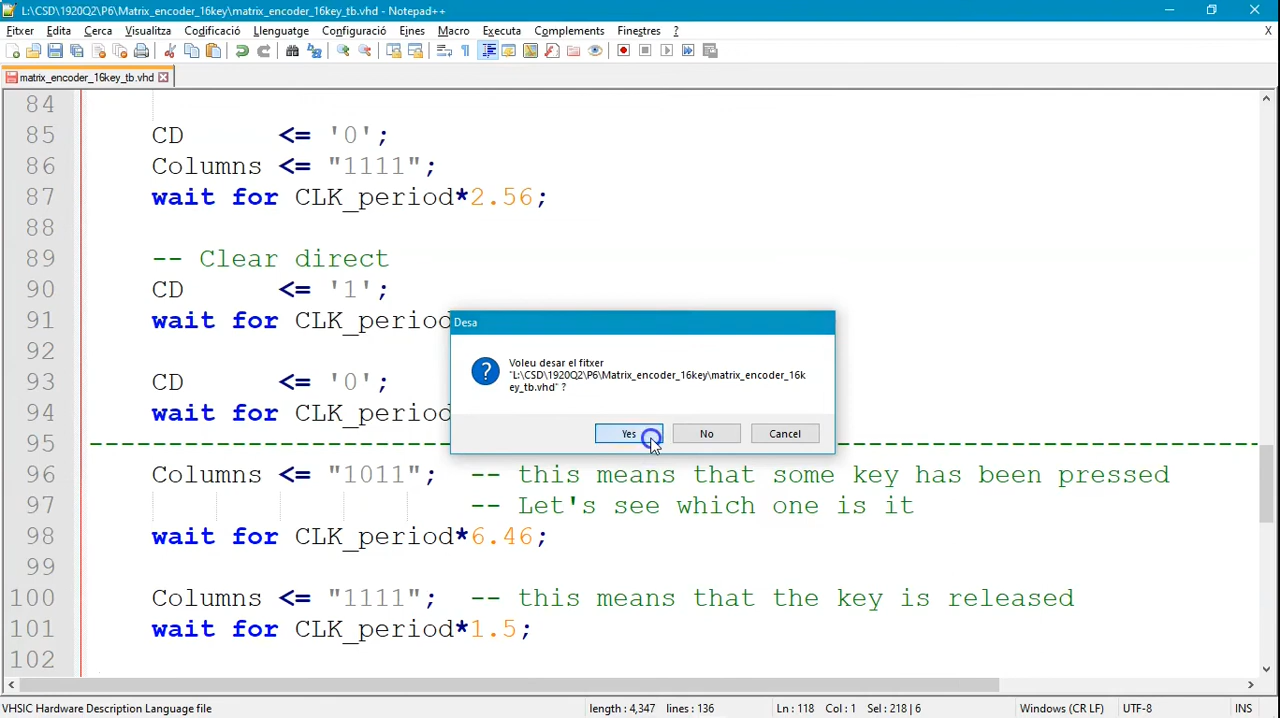 L:\CSD\1920Q2\P6\Matrix_encoder_16key\matrix_encoder_16key_tb.vhd - Notepad++
Fitxer Edita Cerca Visualitza Codificació Llenguatge Configuració Eines Macro Executa Complements Finestres ? X
matrix_encoder_16key_tb.vhd
84
85 CD <= '0';
86 Columns <= "1111";
87 wait for CLK_period*2.56;
88
89 -- Clear direct
90 CD <= '1';
91 wait for CLK_period
92
93 CD <= '0';
94 wait for CLK_period
95 --------------------------------------------------------------------------
96 Columns <= "1011"; -- this means that some key has been pressed
97 -- Let's see which one is it
98 wait for CLK_period*6.46;
99
100 Columns <= "1111"; -- this means that the key is released
101 wait for CLK_period*1.5;
102
Desa
Voleu desar el fitxer
"L:\CSD\1920Q2\P6\Matrix_encoder_16key\matrix_encoder_16k
ey_tb.vhd" ?
Yes No Cancel
VHSIC Hardware Description Language file length : 4,347 lines : 136 Ln : 118 Col : 1 Sel : 218 | 6 Windows (CR LF) UTF-8 INS